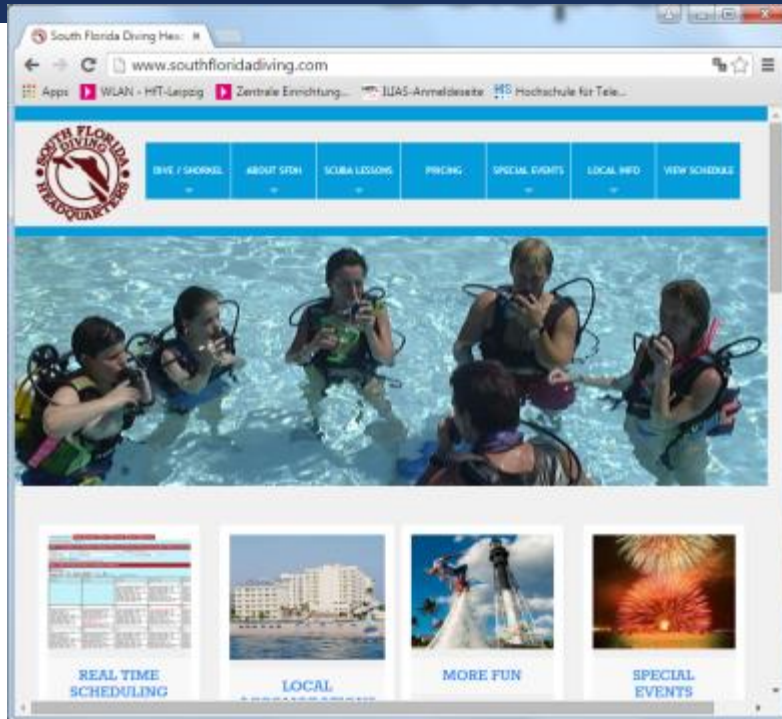 South Florida Diving Hea
www.southfloridadiving.com
Apps WLAN - HfT-Leipzig Zentrale Einrichtung... ILIAS-Anmeldeseite Hochschule für Tele...
SOUTH FLORIDA
DIVING
HEADQUARTERS
DIVE / SNORKEL ABOUT SFDH SCUBA LESSONS PRICING SPECIAL EVENTS LOCAL INFO VIEW SCHEDULE
REAL TIME
SCHEDULING
LOCAL
MORE FUN
SPECIAL
EVENTS